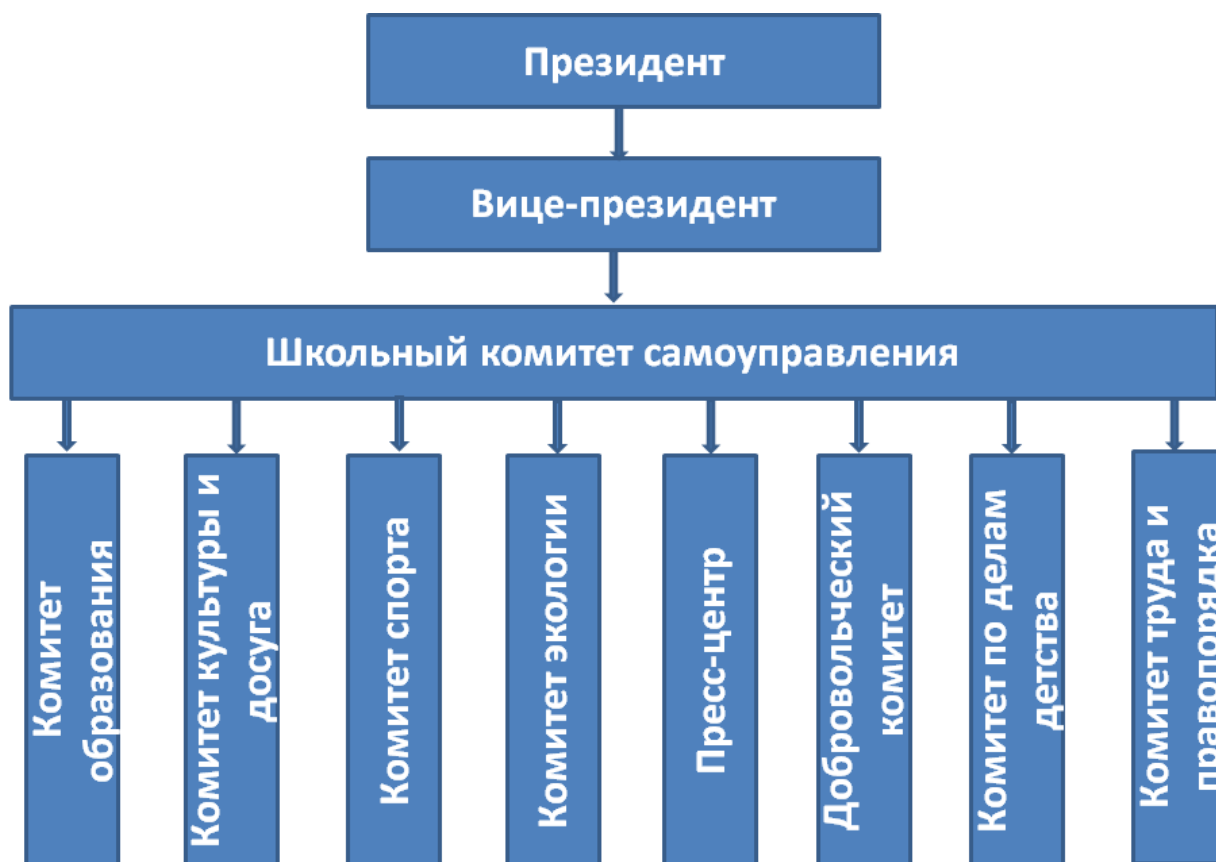 Президент
Вице-президент
Школьный комитет самоуправления
Комитет
образования
Комитет культуры и
досуга
Комитет спорта
Комитет экологии
Пресс-центр
Добровольческий
комитет
Комитет по делам
детства
Комитет труда и
правопорядка